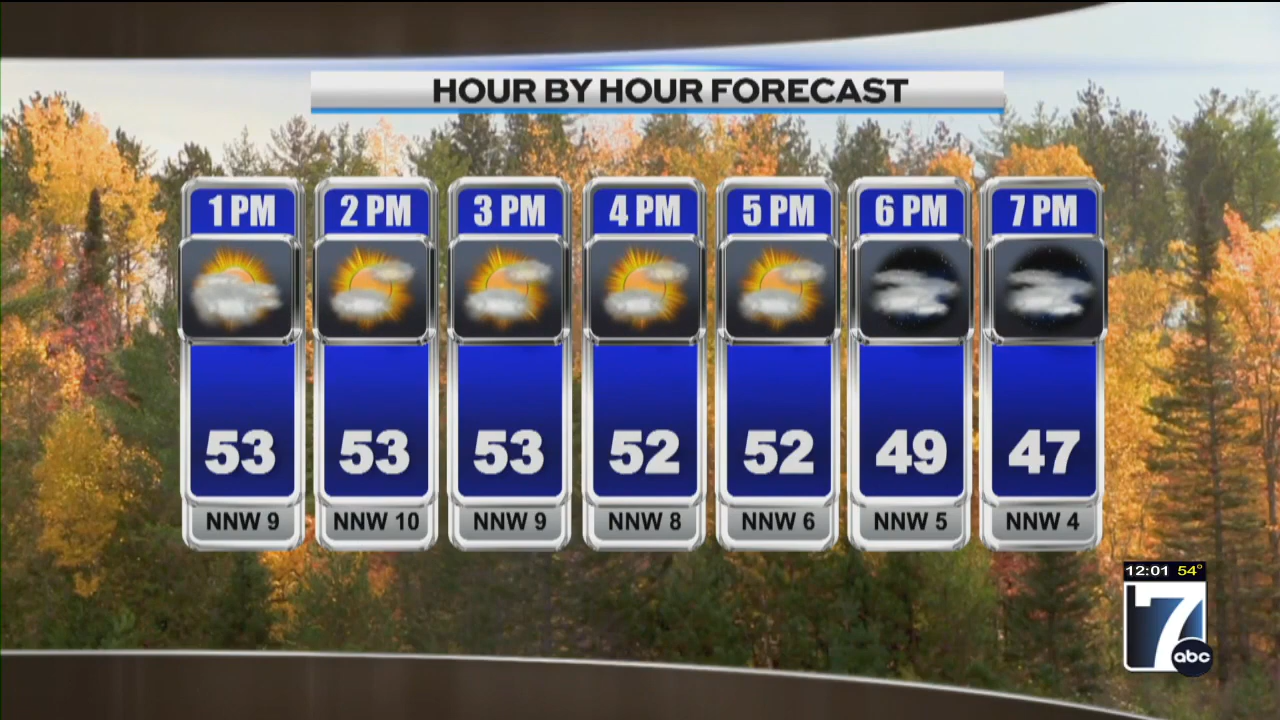 HOUR BY HOUR FORECAST
1 PM 2 PM 3 PM 4 PM 5 PM 6 PM 7 PM
53 53 53 52 52 49 47
NNW 9 NNW 10 NNW 9 NNW 8 NNW 6 NNW 5 NNW 4
12:01 54°
7
abc